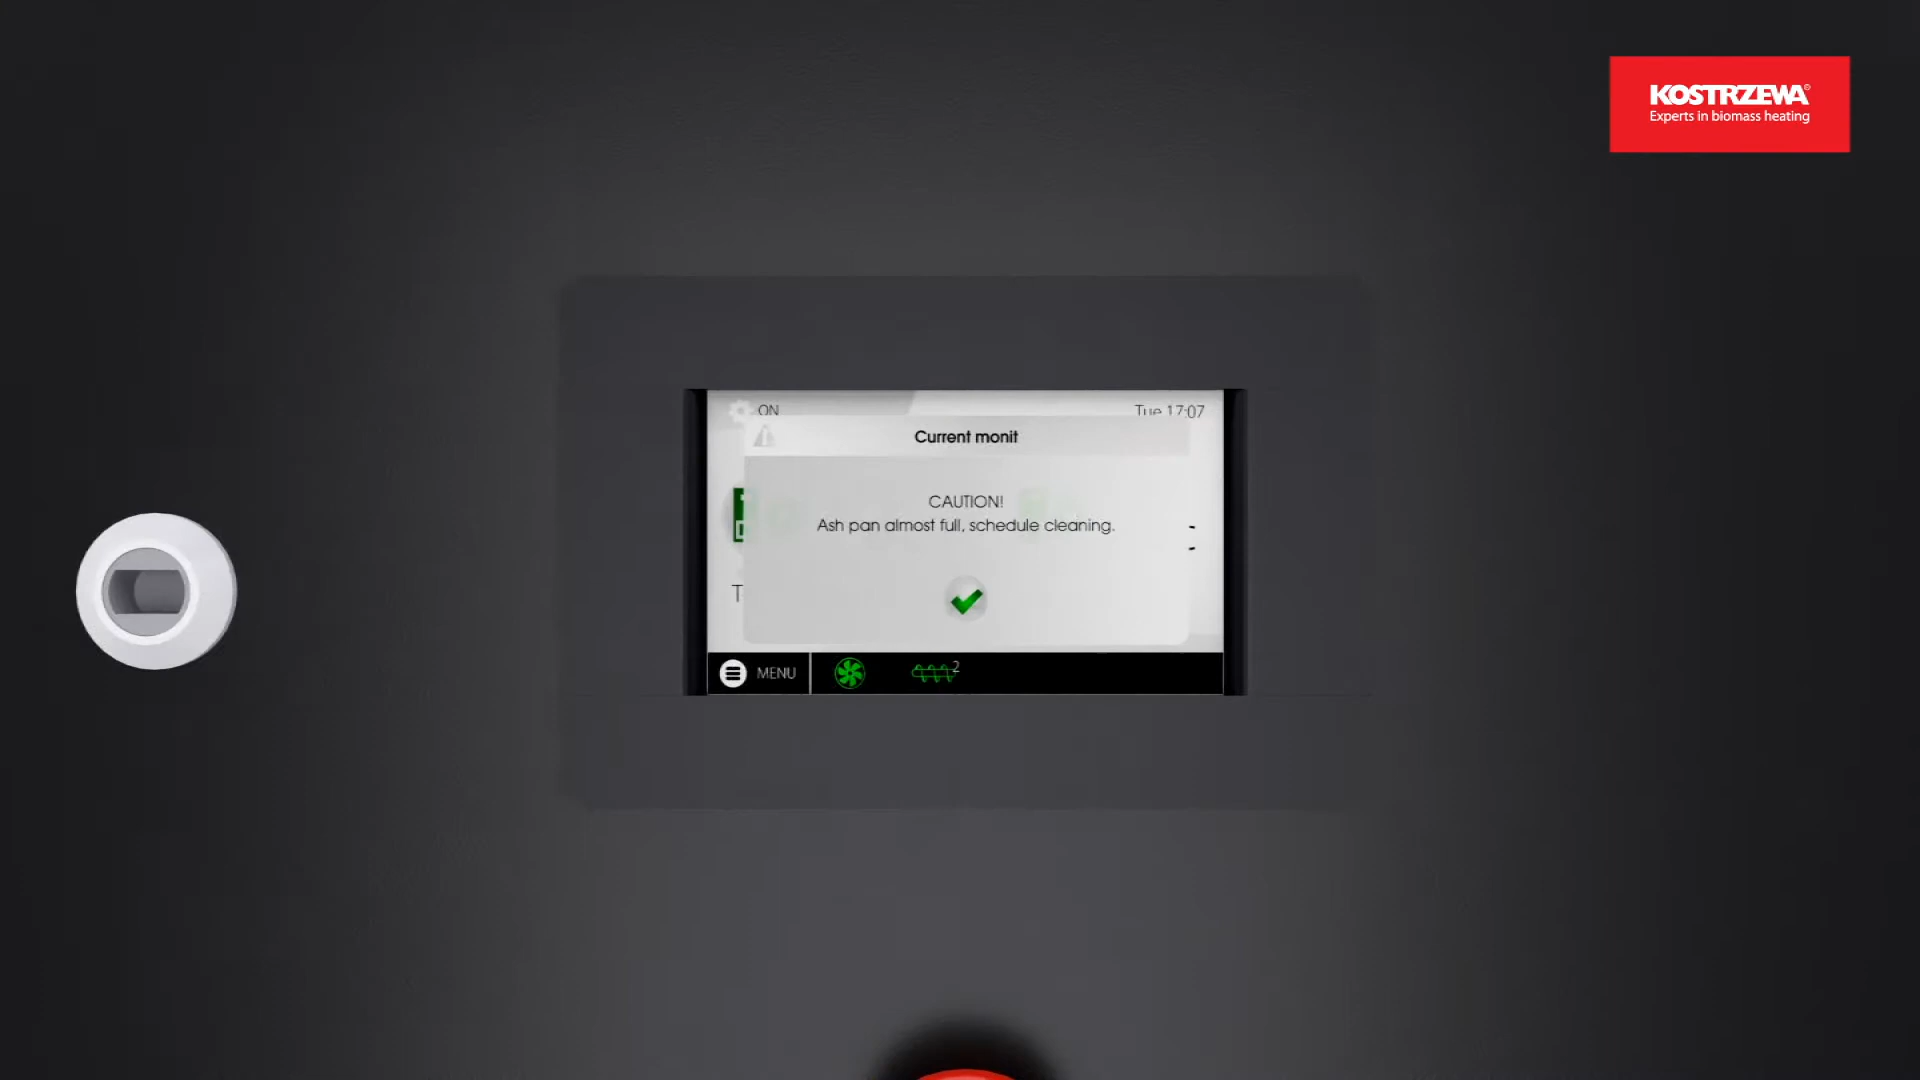 KOSTRZEWA®
Experts in biomass heating
ON
Tue 17:07
Current monit
CAUTION!
Ash pan almost full, schedule cleaning.
T
MENU
2